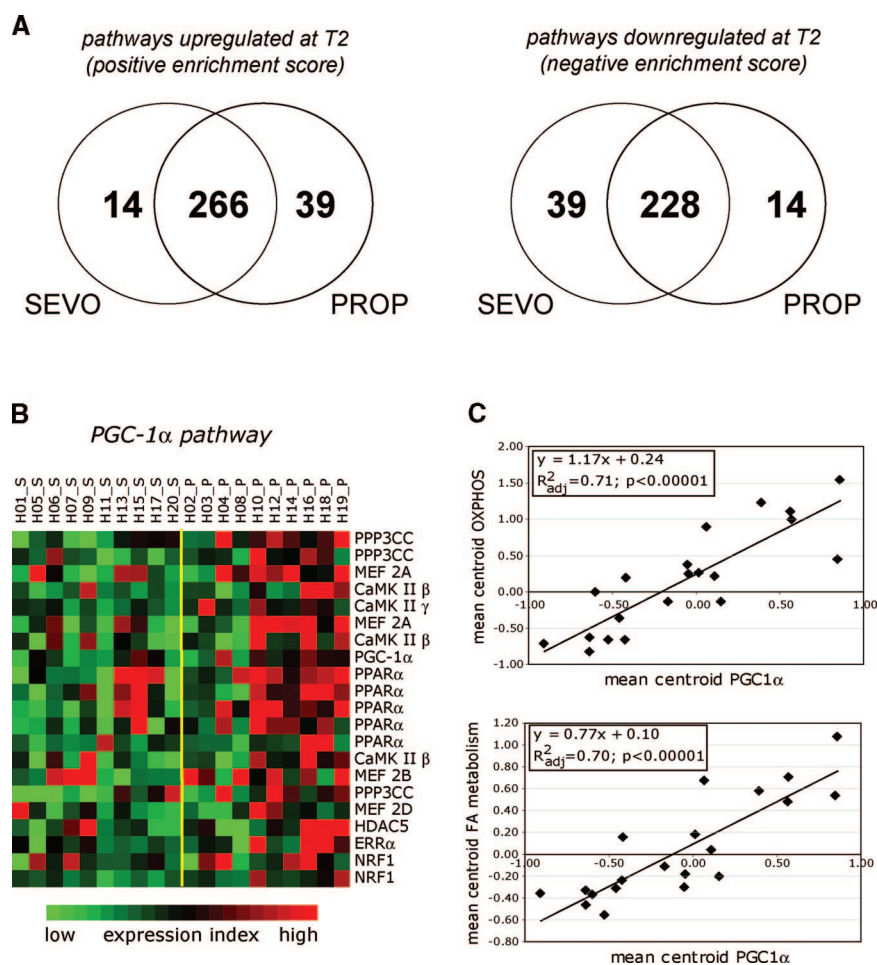 A
pathways upregulated at T2
(positive enrichment score)
14 266 39
SEVO PROP
pathways downregulated at T2
(negative enrichment score)
39 228 14
SEVO PROP
B
PGC-1α pathway
H01_S
H05_S
H06_S
H07_S
H09_S
H11_S
H13_S
H15_S
H17_S
H20_S
H02_P
H03_P
H04_P
H08_P
H10_P
H12_P
H14_P
H16_P
H18_P
H19_P
PPP3CC
PPP3CC
MEF 2A
CaMK II β
CaMK II γ
MEF 2A
CaMK II β
PGC-1α
PPARα
PPARα
PPARα
PPARα
PPARα
CaMK II β
MEF 2B
PPP3CC
MEF 2D
HDAC5
ERRα
NRF1
NRF1
low expression index high
C
y = 1.17x + 0.24
R²adj=0.71; p<0.00001
mean centroid OXPHOS
2.00
1.50
1.00
0.50
0.00
-0.50
-1.00
-1.00 -0.50 0.00 0.50 1.00
mean centroid PGC1α
y = 0.77x + 0.10
R²adj=0.70; p<0.00001
mean centroid FA metabolism
1.20
1.00
0.80
0.60
0.40
0.20
0.00
-0.20
-0.40
-0.60
-0.80
-1.00 -0.50 0.00 0.50 1.00
mean centroid PGC1α